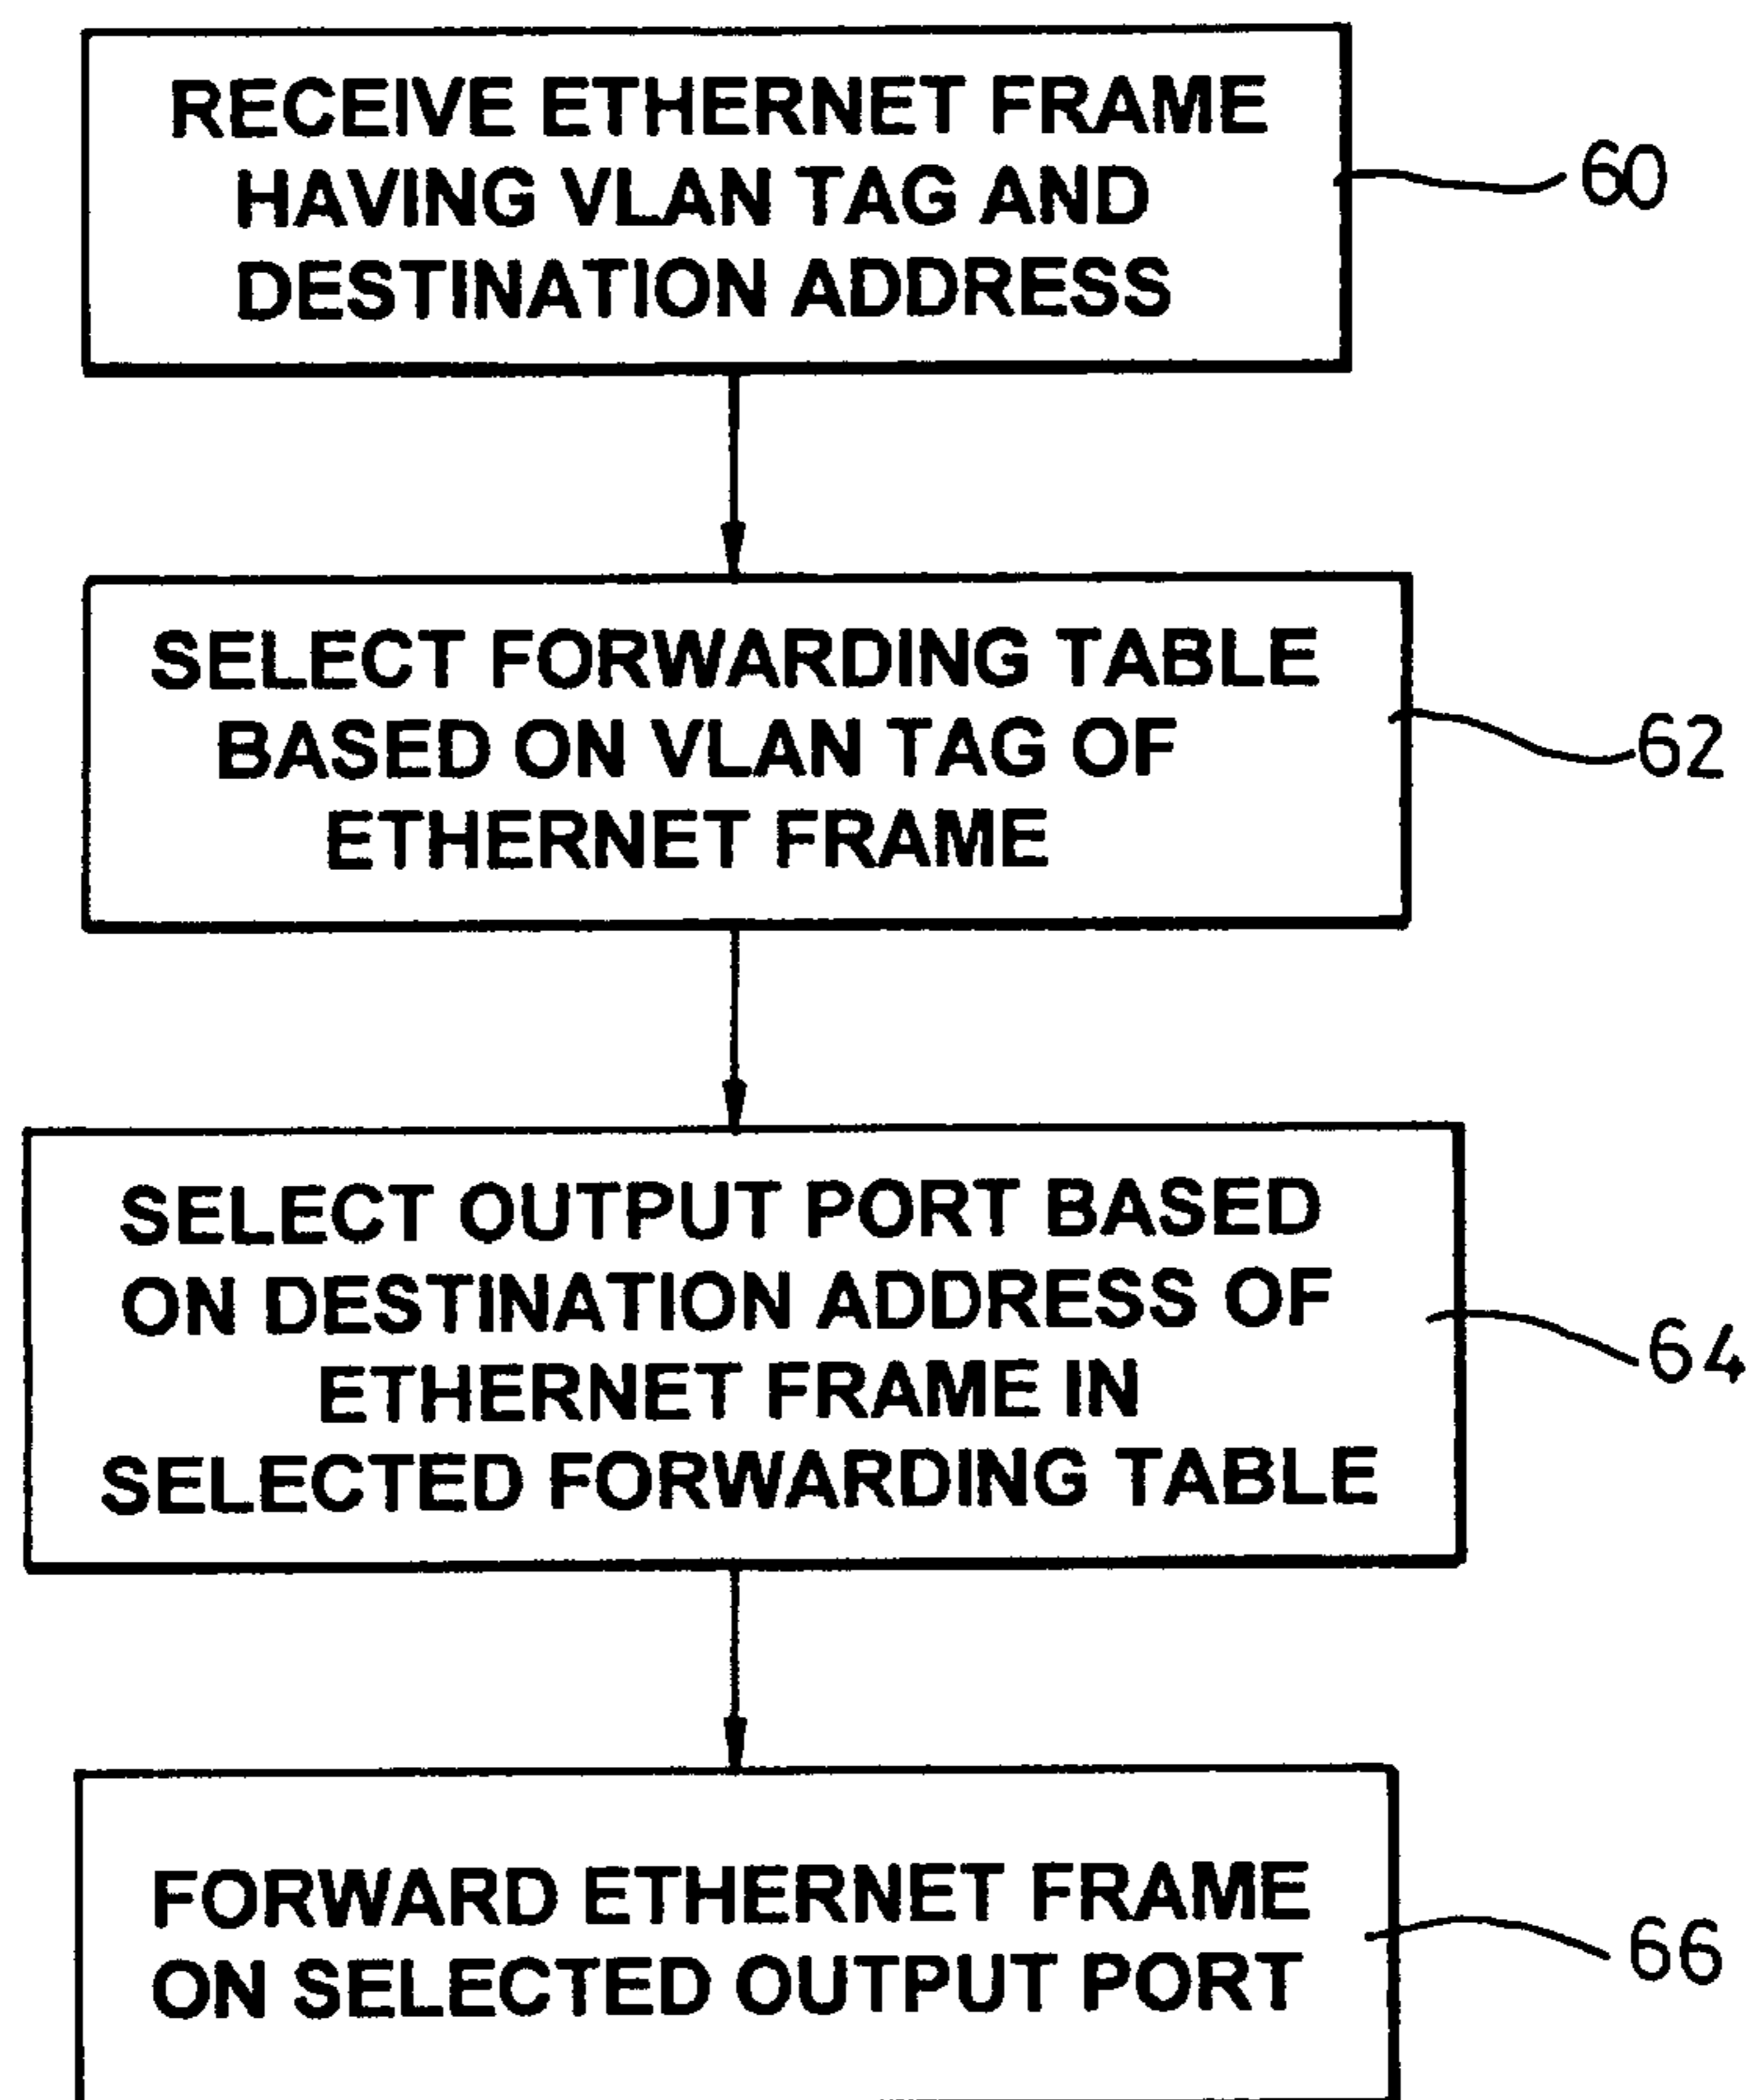 RECEIVE ETHERNET FRAME
HAVING VLAN TAG AND
DESTINATION ADDRESS
60
SELECT FORWARDING TABLE
BASED ON VLAN TAG OF
ETHERNET FRAME
62
SELECT OUTPUT PORT BASED
ON DESTINATION ADDRESS OF
ETHERNET FRAME IN
SELECTED FORWARDING TABLE
64
FORWARD ETHERNET FRAME
ON SELECTED OUTPUT PORT
66